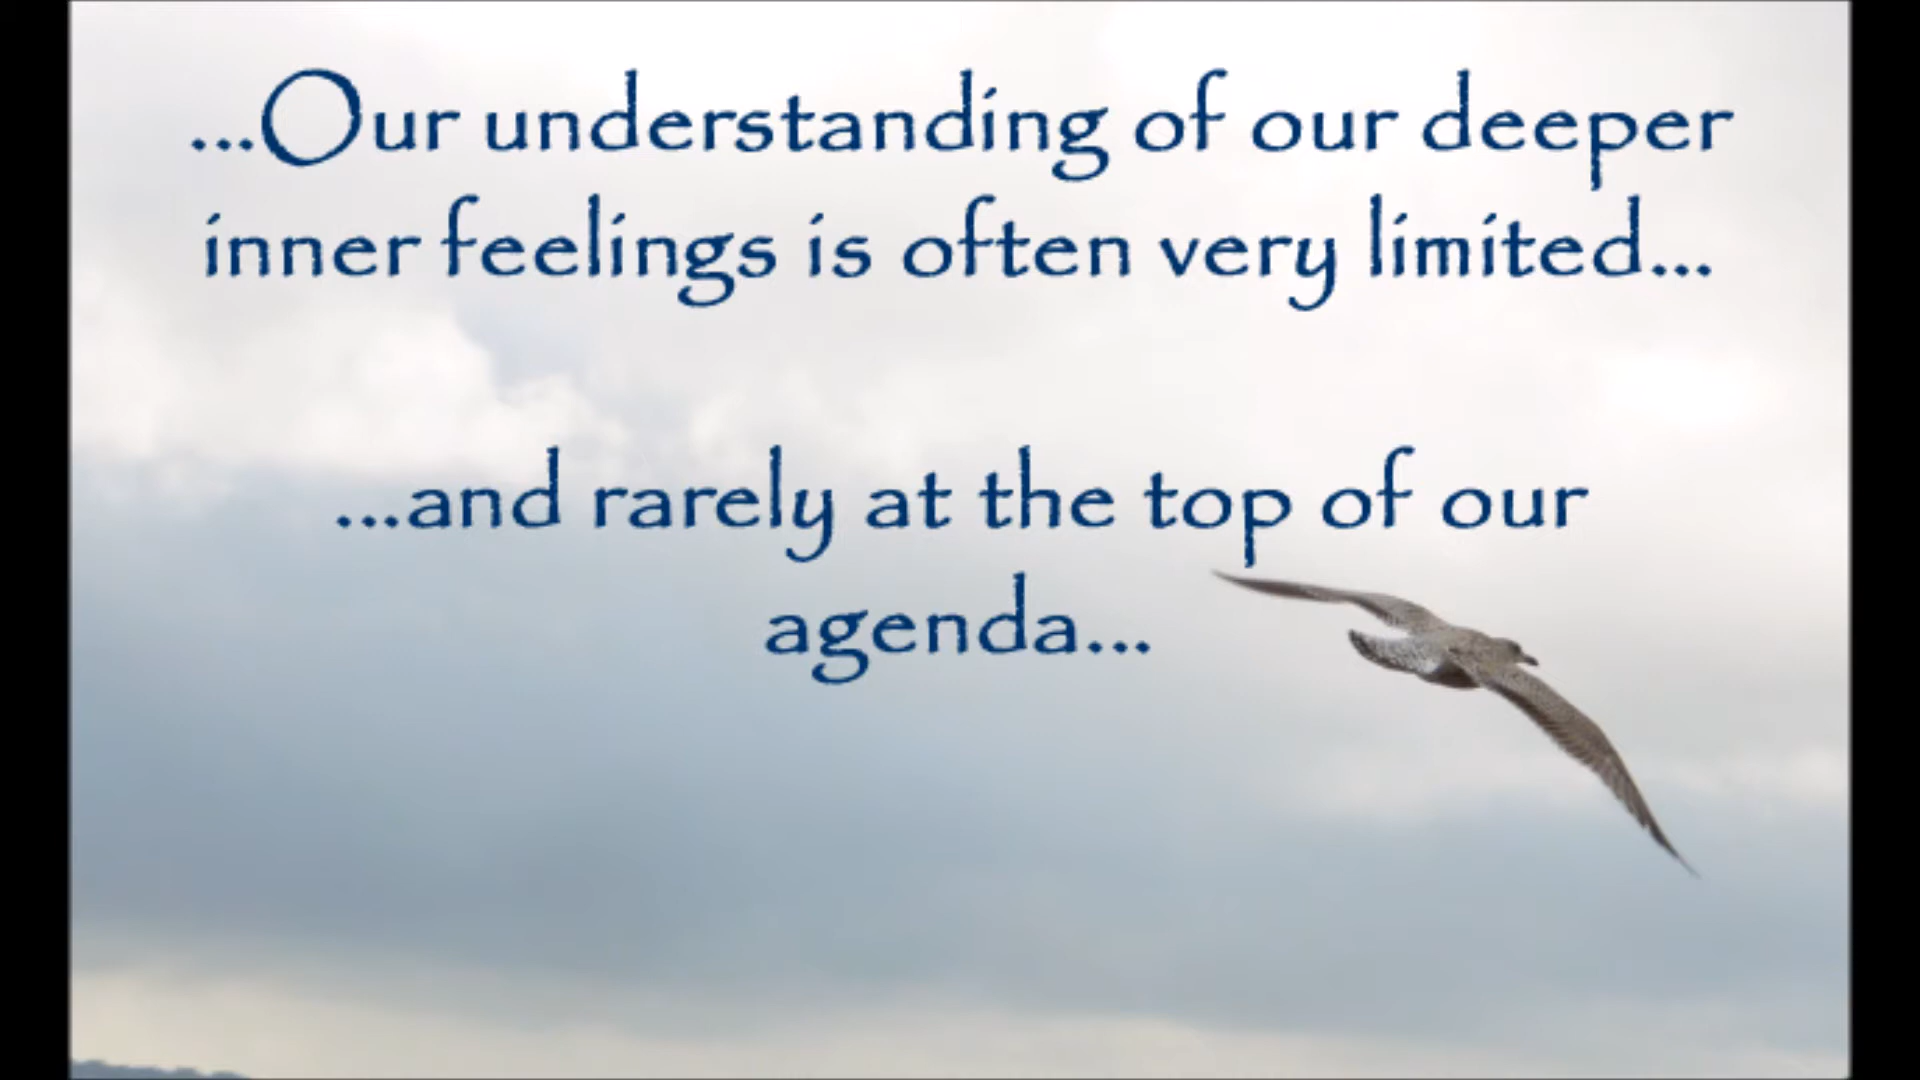 ...Our understanding of our deeper
inner feelings is often very limited...
...and rarely at the top of our
agenda...